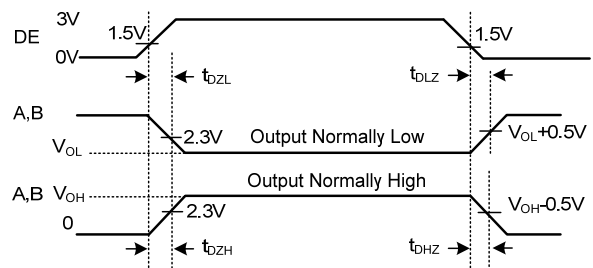 3V
DE
1.5V
1.5V
0V
tDZL
tDLZ
A,B
2.3V
Output Normally Low
VOL+0.5V
VOL
Output Normally High
A,B
VOH
2.3V
VOH-0.5V
0
tDZH
tDHZ